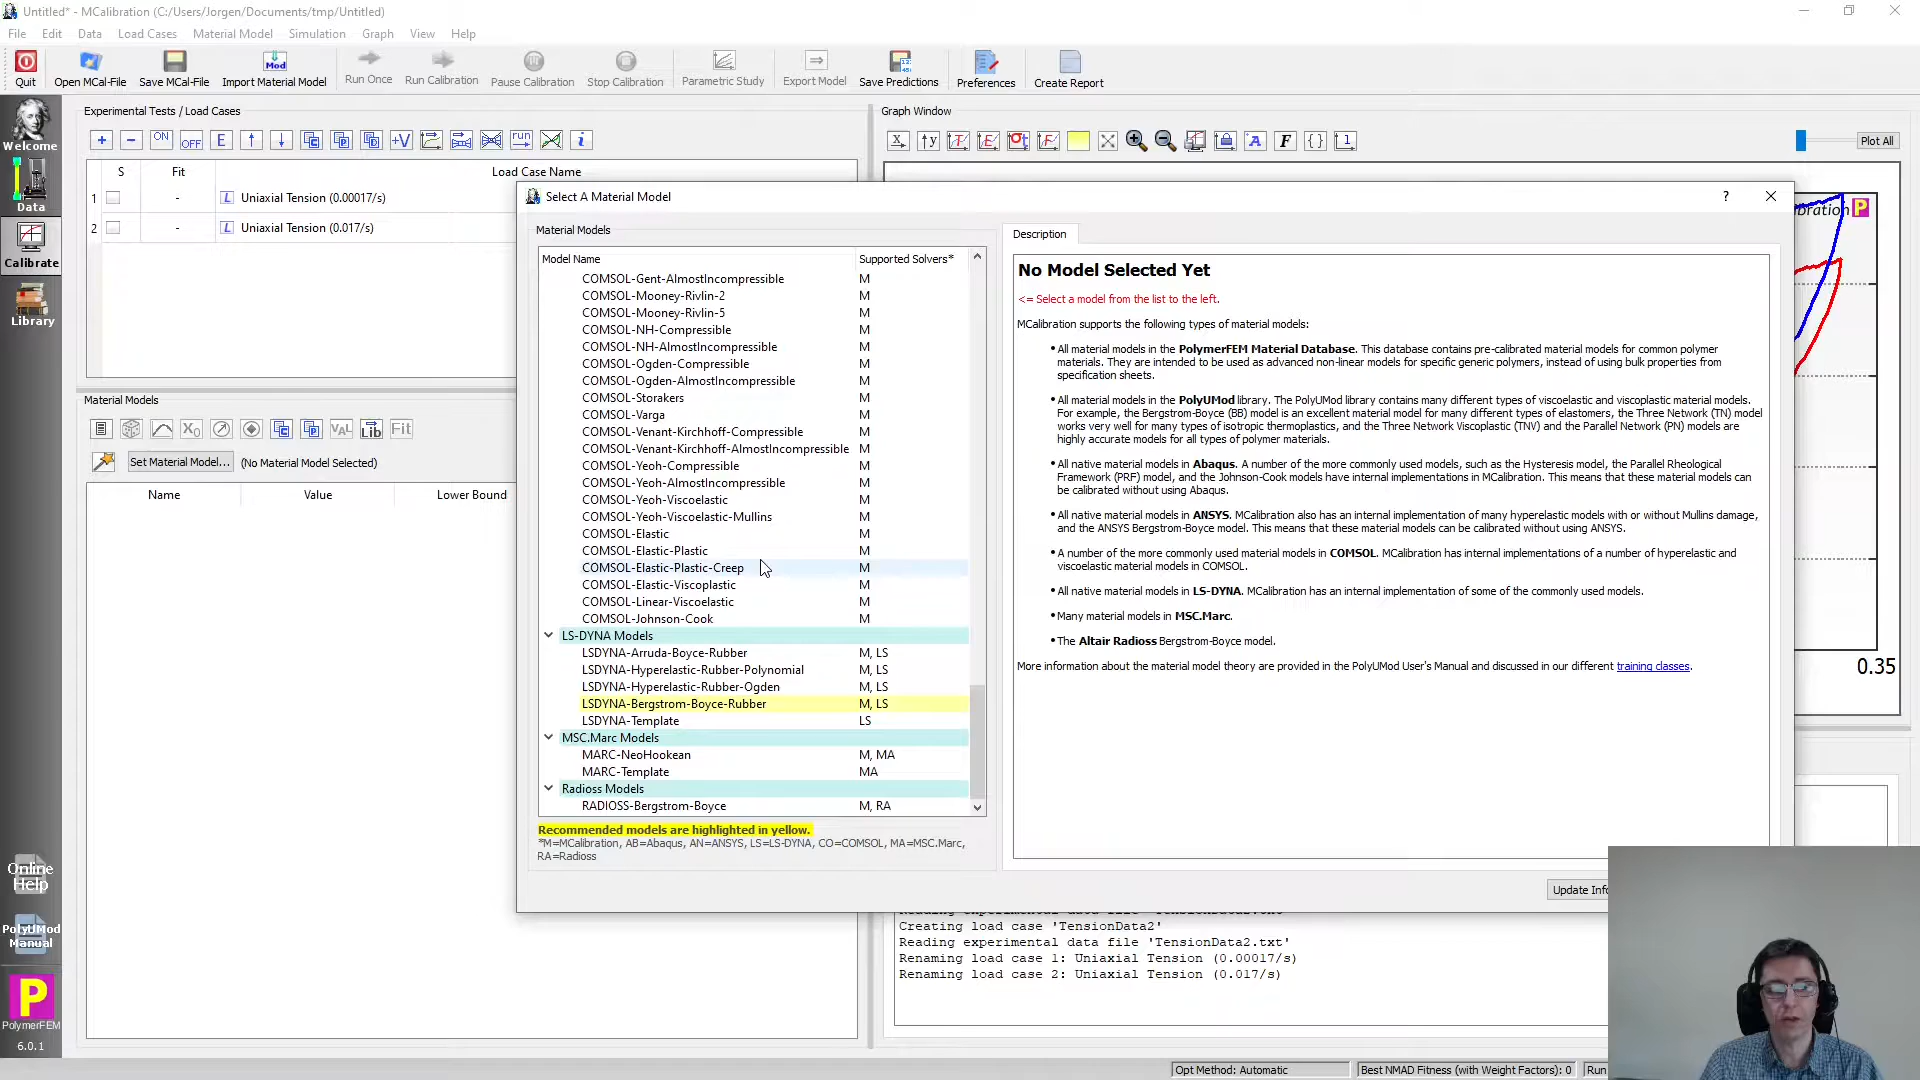 Untitled* - MCalibration (C:/Users/Jorgen/Documents/tmp/Untitled)
File Edit Data Load Cases Material Model Simulation Graph View Help
Quit Open MCal-File Save MCal-File Import Material Model Run Once Run Calibration Pause Calibration Stop Calibration Parametric Study Export Model Save Predictions Preferences Create Report
Mod
Welcome
Data
Calibrate
Library
Online Help
PolyUMod Manual
P
PolymerFEM
6.0.1
Experimental Tests / Load Cases
+ - ON OFF E +V run i
S Fit Load Case Name
1 - L Uniaxial Tension (0.00017/s)
2 - L Uniaxial Tension (0.017/s)
Material Models
X0 VAL Lib Fit
Set Material Model... (No Material Model Selected)
Name Value Lower Bound
Graph Window
Plot All
bration P
0.35
Select A Material Model
? 
Material Models
Model Name Supported Solvers*
COMSOL-Gent-AlmostIncompressible M
COMSOL-Mooney-Rivlin-2 M
COMSOL-Mooney-Rivlin-5 M
COMSOL-NH-Compressible M
COMSOL-NH-AlmostIncompressible M
COMSOL-Ogden-Compressible M
COMSOL-Ogden-AlmostIncompressible M
COMSOL-Storakers M
COMSOL-Varga M
COMSOL-Venant-Kirchhoff-Compressible M
COMSOL-Venant-Kirchhoff-AlmostIncompressible M
COMSOL-Yeoh-Compressible M
COMSOL-Yeoh-AlmostIncompressible M
COMSOL-Yeoh-Viscoelastic M
COMSOL-Yeoh-Viscoelastic-Mullins M
COMSOL-Elastic M
COMSOL-Elastic-Plastic M
COMSOL-Elastic-Plastic-Creep M
COMSOL-Elastic-Viscoplastic M
COMSOL-Linear-Viscoelastic M
COMSOL-Johnson-Cook M
LS-DYNA Models
LSDYNA-Arruda-Boyce-Rubber M, LS
LSDYNA-Hyperelastic-Rubber-Polynomial M, LS
LSDYNA-Hyperelastic-Rubber-Ogden M, LS
LSDYNA-Bergstrom-Boyce-Rubber M, LS
LSDYNA-Template LS
MSC.Marc Models
MARC-NeoHookean M, MA
MARC-Template MA
Radioss Models
RADIOSS-Bergstrom-Boyce M, RA
Recommended models are highlighted in yellow.
*M=MCalibration, AB=Abaqus, AN=ANSYS, LS=LS-DYNA, CO=COMSOL, MA=MSC.Marc,
RA=Radioss
Description
No Model Selected Yet
<= Select a model from the list to the left.
MCalibration supports the following types of material models:
•All material models in the PolymerFEM Material Database. This database contains pre-calibrated material models for common polymer
materials. They are intended to be used as advanced non-linear models for specific generic polymers, instead of using bulk properties from
specification sheets.
•All material models in the PolyUMod library. The PolyUMod library contains many different types of viscoelastic and viscoplastic material models.
For example, the Bergstrom-Boyce (BB) model is an excellent material model for many different types of elastomers, the Three Network (TN) model
works very well for many types of isotropic thermoplastics, and the Three Network Viscoplastic (TNV) and the Parallel Network (PN) models are
highly accurate models for all types of polymer materials.
•All native material models in Abaqus. A number of the more commonly used models, such as the Hysteresis model, the Parallel Rheological
Framework (PRF) model, and the Johnson-Cook models have internal implementations in MCalibration. This means that these material models can
be calibrated without using Abaqus.
•All native material models in ANSYS. MCalibration also has an internal implementation of many hyperelastic models with or without Mullins damage,
and the ANSYS Bergstrom-Boyce model. This means that these material models can be calibrated without using ANSYS.
•A number of the more commonly used material models in COMSOL. MCalibration has internal implementations of a number of hyperelastic and
viscoelastic material models in COMSOL.
•All native material models in LS-DYNA. MCalibration has an internal implementation of some of the commonly used models.
•Many material models in MSC.Marc.
•The Altair Radioss Bergstrom-Boyce model.
More information about the material model theory are provided in the PolyUMod User's Manual and discussed in our different training classes.
Update Info
Creating load case 'TensionData2'
Reading experimental data file 'TensionData2.txt'
Renaming load case 1: Uniaxial Tension (0.00017/s)
Renaming load case 2: Uniaxial Tension (0.017/s)
Opt Method: Automatic Best NMAD Fitness (with Weight Factors): 0 Run